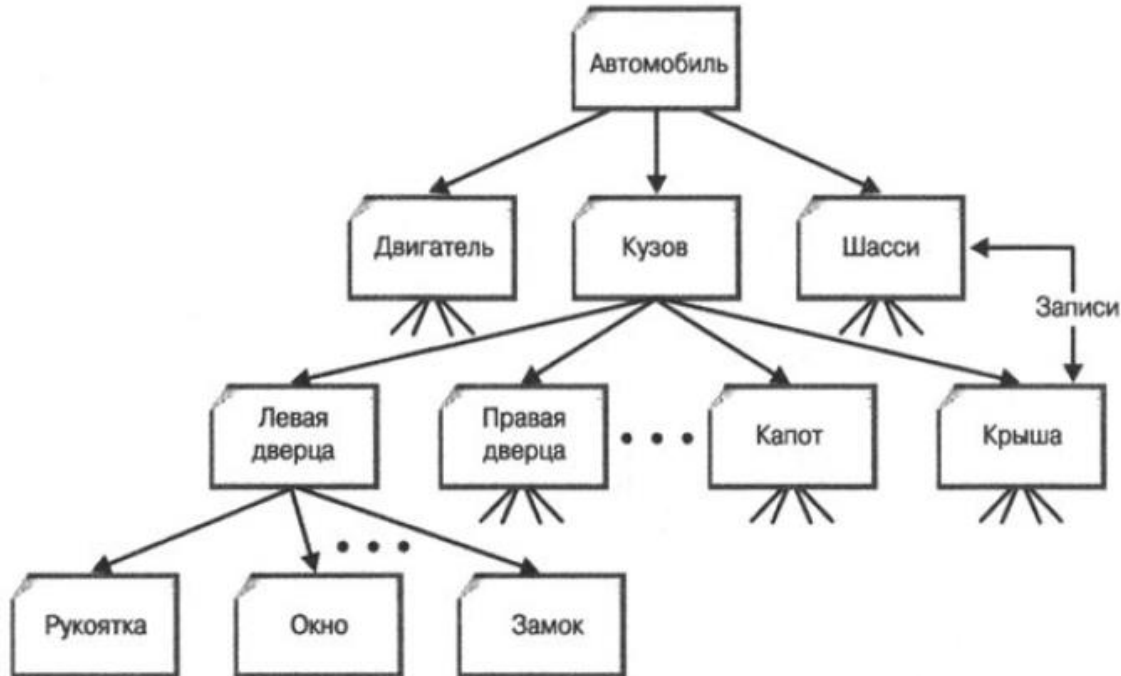 Автомобиль
Двигатель
Кузов
Шасси
Записи
Левая
дверца
Правая
дверца
Капот
Крыша
Рукоятка
Окно
Замок